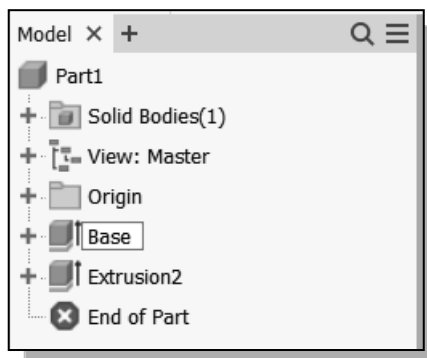 Model
Part1
Solid Bodies(1)
View: Master
Origin
Base
Extrusion2
End of Part